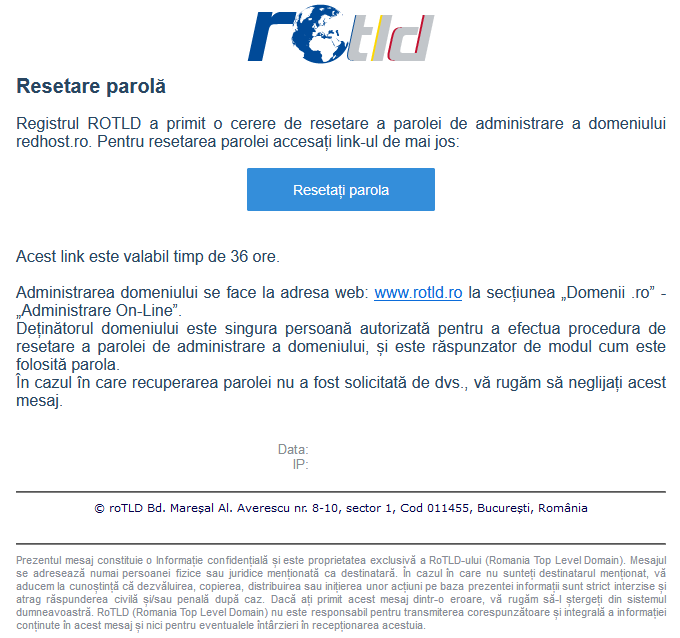 rotld
Resetare parolă
Registrul ROTLD a primit o cerere de resetare a parolei de administrare a domeniului
redhost.ro. Pentru resetarea parolei accesați link-ul de mai jos:
Resetați parola
Acest link este valabil timp de 36 ore.
Administrarea domeniului se face la adresa web: www.rotld.ro la secțiunea „Domenii .ro” -
„Administrare On-Line”.
Deținătorul domeniului este singura persoană autorizată pentru a efectua procedura de
resetare a parolei de administrare a domeniului, și este răspunzator de modul cum este
folosită parola.
În cazul în care recuperarea parolei nu a fost solicitată de dvs., vă rugăm să neglijați acest
mesaj.
Data:
IP:
© roTLD Bd. Mareșal Al. Averescu nr. 8-10, sector 1, Cod 011455, București, România
Prezentul mesaj constituie o Informație confidențială și este proprietatea exclusivă a RoTLD-ului (Romania Top Level Domain). Mesajul
se adresează numai persoanei fizice sau juridice menționată ca destinatară. În cazul în care nu sunteți destinatarul menționat, vă
aducem la cunoștință că dezvăluirea, copierea, distribuirea sau inițierea unor acțiuni pe baza prezentei informații sunt strict interzise și
atrag răspunderea civilă și/sau penală după caz. Dacă ați primit acest mesaj dintr-o eroare, vă rugăm să-l ștergeți din sistemul
dumneavoastră. RoTLD (Romania Top Level Domain) nu este responsabil pentru transmiterea corespunzătoare și integrală a informației
conținute în acest mesaj și nici pentru eventualele întârzieri în recepționarea acestuia.